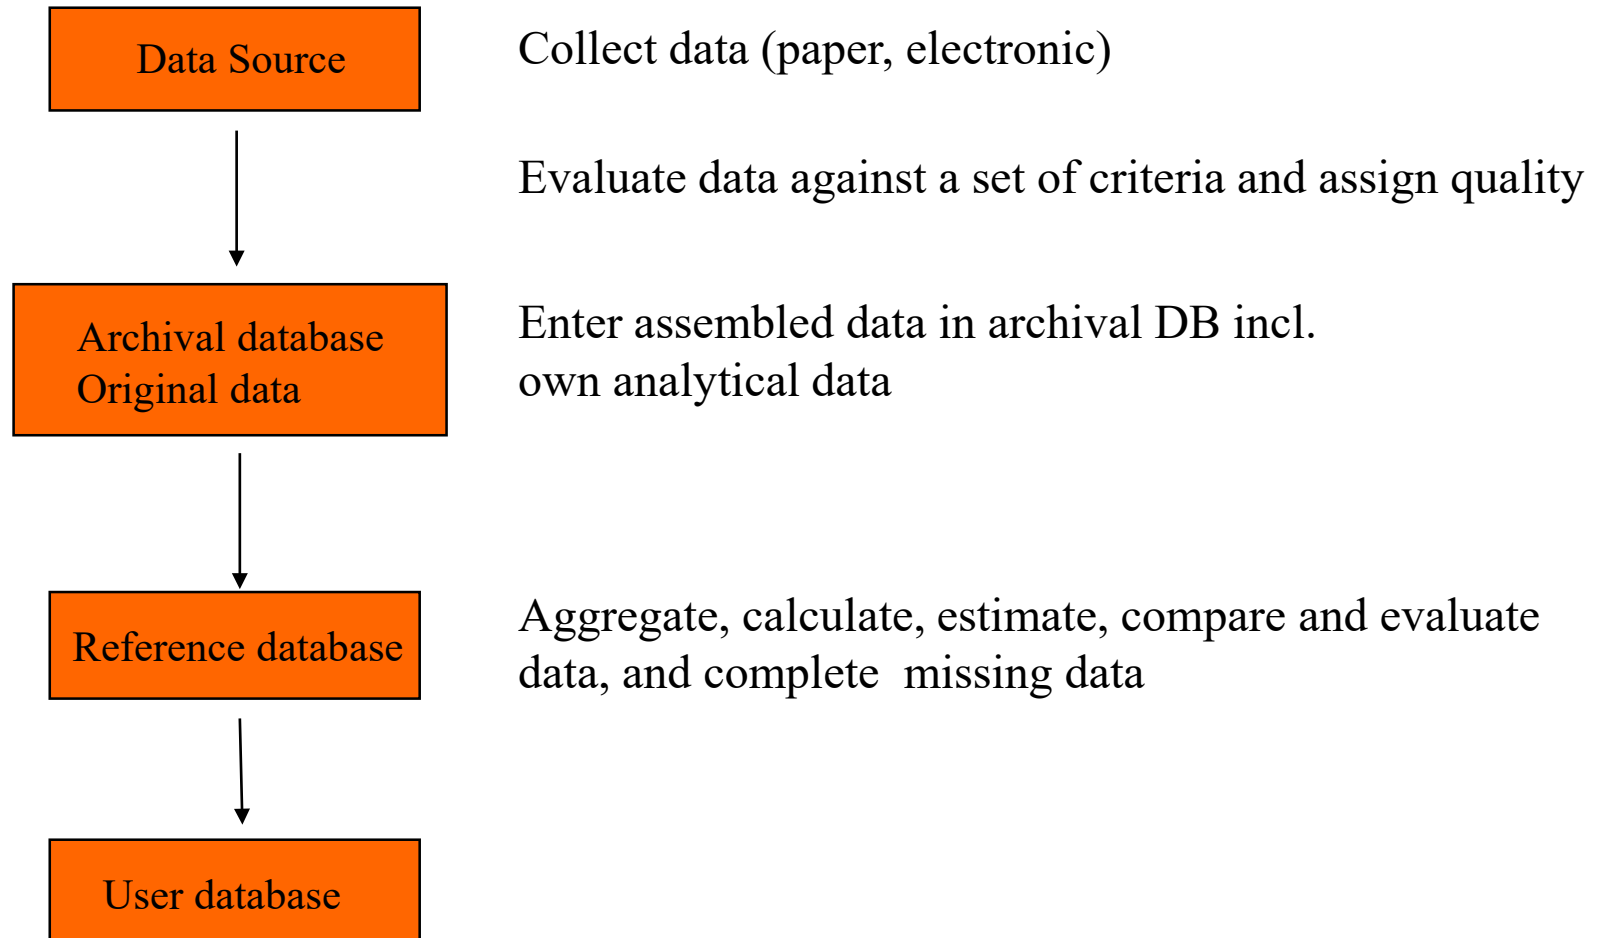 Data Source
Collect data (paper, electronic)
Evaluate data against a set of criteria and assign quality
Archival database
Original data
Enter assembled data in archival DB incl.
own analytical data
Reference database
Aggregate, calculate, estimate, compare and evaluate
data, and complete  missing data
User database